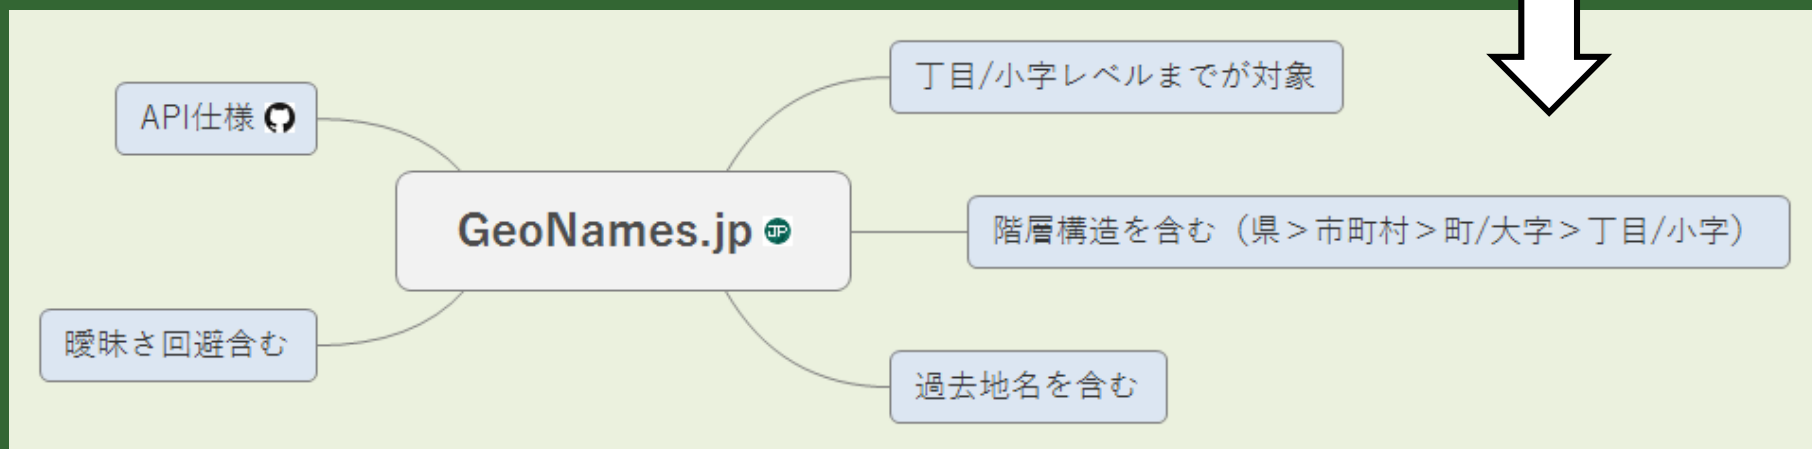 丁目/小字レベルまでが対象
API仕様
GeoNames.jp JP
階層構造を含む（県＞市町村＞町/大字＞丁目/小字）
曖昧さ回避含む
過去地名を含む